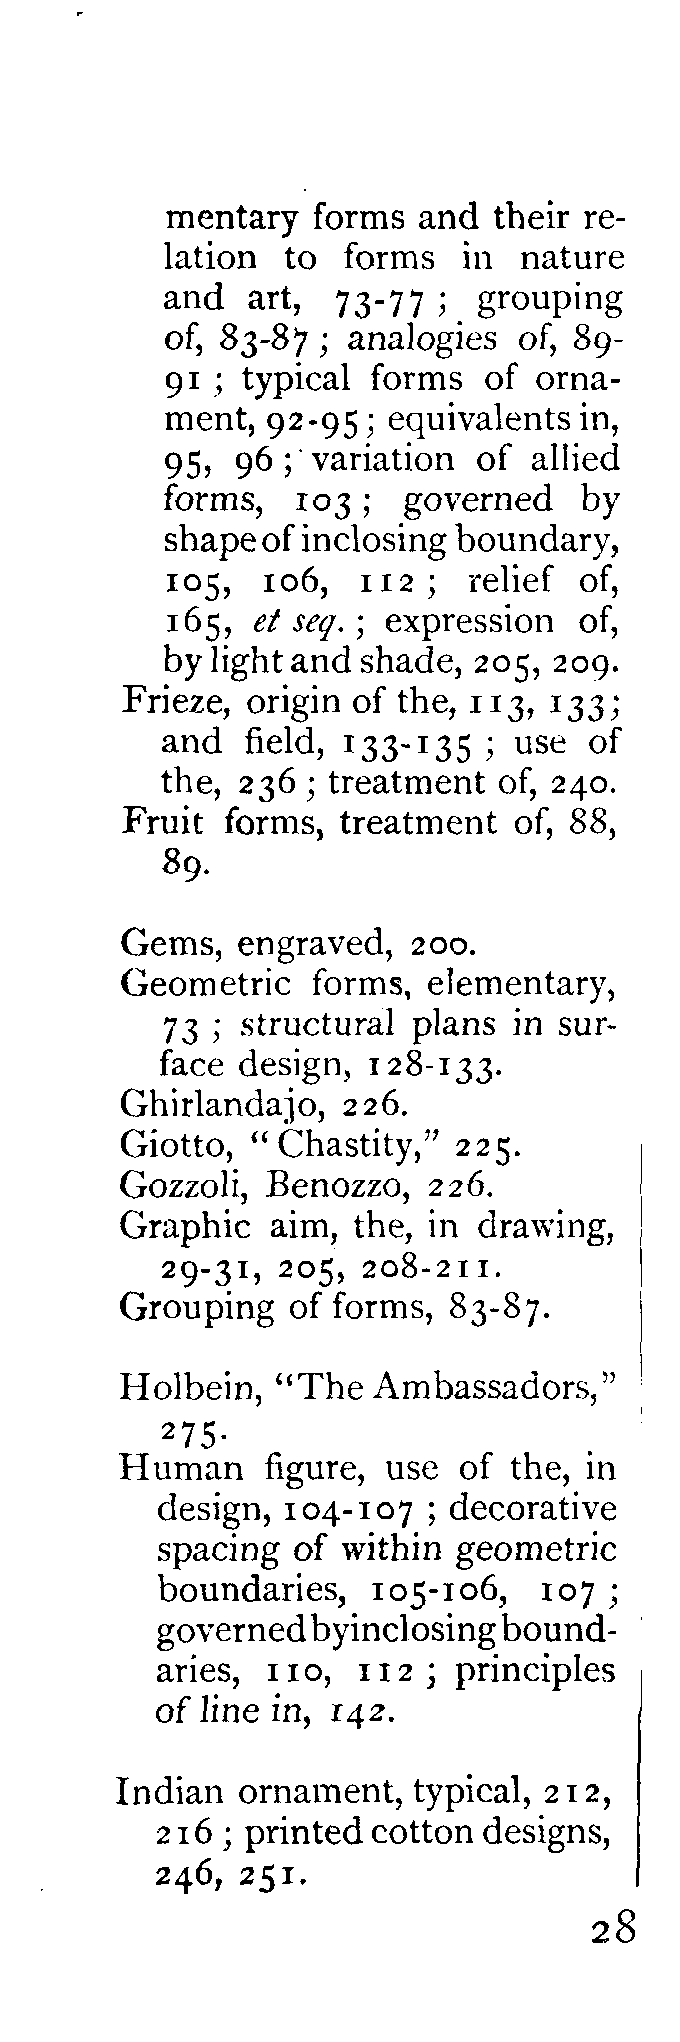 mentary forms and their re-
lation to forms in nature
and art, 73-77 ; grouping
of, 83-87 ; analogies of, 89-
91 ; typical forms of orna-
ment, 92-95 ; equivalents in,
95, 96 ; variation of allied
forms, 103 ; governed by
shape of inclosing boundary,
105, 106, 112 ; relief of,
165, et seq. ; expression of,
by light and shade, 205, 209.
Frieze, origin of the, 113, 133;
and field, 133-135 ; use of
the, 236 ; treatment of, 240.
Fruit forms, treatment of, 88,
89.
Gems, engraved, 200.
Geometric forms, elementary,
73 ; structural plans in sur-
face design, 128-133.
Ghirlandajo, 226.
Giotto, “ Chastity,” 225.
Gozzoli, Benozzo, 226.
Graphic aim, the, in drawing,
29-31, 205, 208-211.
Grouping of forms, 83-87.
Holbein, “The Ambassadors,”
275.
Human figure, use of the, in
design, 104-107 ; decorative
spacing of within geometric
boundaries, 105-106, 107 ;
governed by inclosing bound-
aries, 110, 112 ; principles
of line in, 142.
Indian ornament, typical, 212,
216 ; printed cotton designs,
246, 251.
28